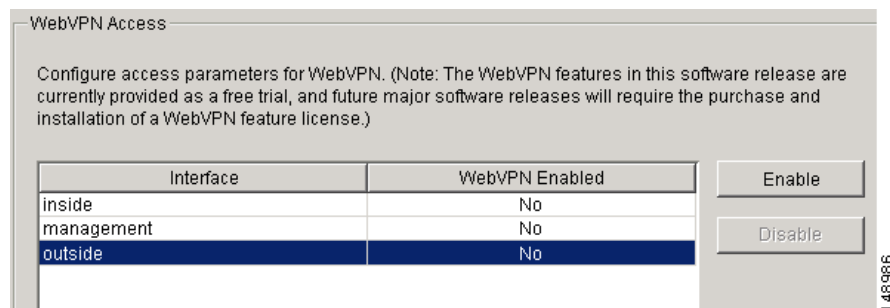 WebVPN Access
Configure access parameters for WebVPN. (Note: The WebVPN features in this software release are
currently provided as a free trial, and future major software releases will require the purchase and
installation of a WebVPN feature license.)
Interface WebVPN Enabled
inside No
management No
outside No
Enable
Disable
148986